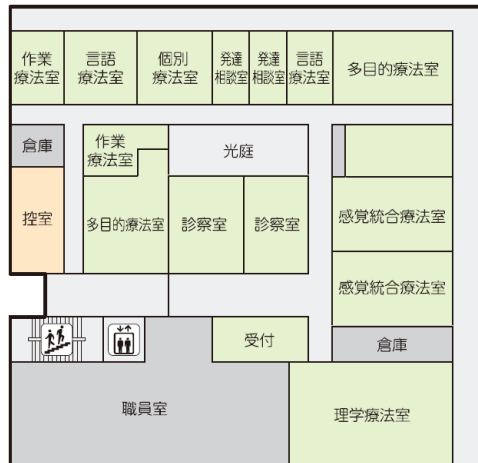 作業
療法室
言語
療法室
個別
療法室
発達
相談室
発達
相談室
言語
療法室
多目的療法室
倉庫
作業
療法室
光庭
控室
多目的療法室
診察室
診察室
感覚統合療法室
感覚統合療法室
受付
倉庫
職員室
理学療法室